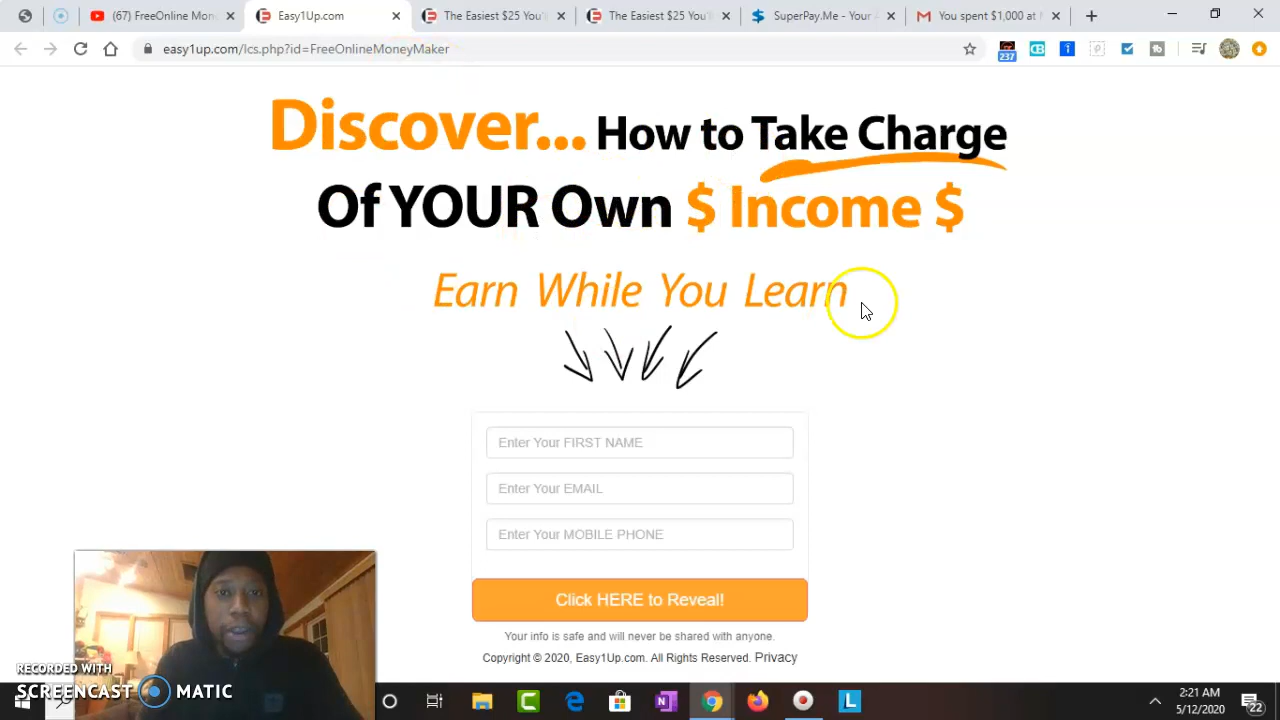 (67) FreeOnline Mone
Easy1Up.com
The Easiest $25 You'l
The Easiest $25 You'l
SuperPay.Me - Your A
You spent $1,000 at
easy1up.com/lcs.php?id=FreeOnlineMoneyMaker
237
CB
Discover... How to Take Charge
Of YOUR Own $ Income $
Earn While You Learn
Enter Your FIRST NAME
Enter Your EMAIL
Enter Your MOBILE PHONE
Click HERE to Reveal!
Your info is safe and will never be shared with anyone.
Copyright © 2020, Easy1Up.com. All Rights Reserved. Privacy
RECORDED WITH
SCREENCAST MATIC
L
2:21 AM
5/12/2020
22